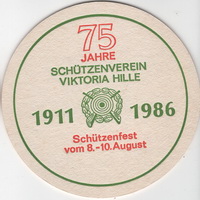 75
JAHRE
SCHÜTZENVEREIN
VIKTORIA HILLE
1911 1986
Schützenfest
vom 8.-10. August